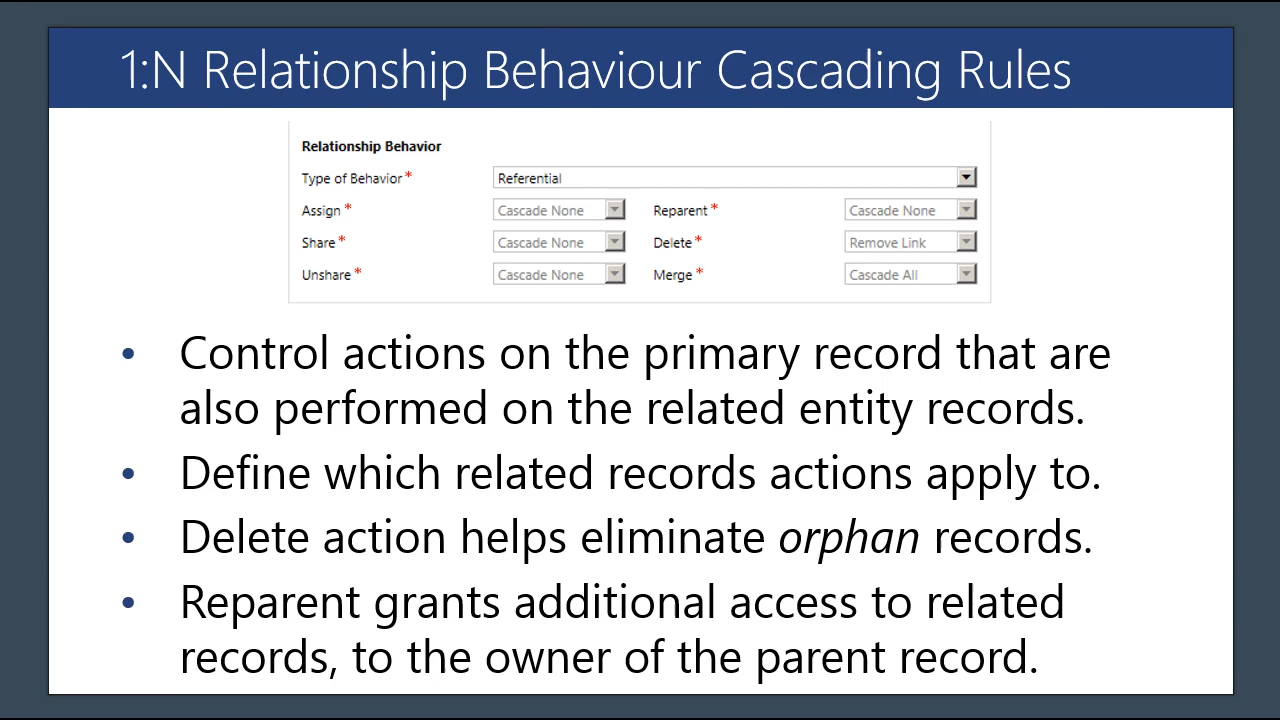 1:N Relationship Behaviour Cascading Rules
Relationship Behavior
Type of Behavior * Referential
Assign * Cascade None Reparent * Cascade None
Share * Cascade None Delete * Remove Link
Unshare * Cascade None Merge * Cascade All
• Control actions on the primary record that are
also performed on the related entity records.
• Define which related records actions apply to.
• Delete action helps eliminate orphan records.
• Reparent grants additional access to related
records, to the owner of the parent record.